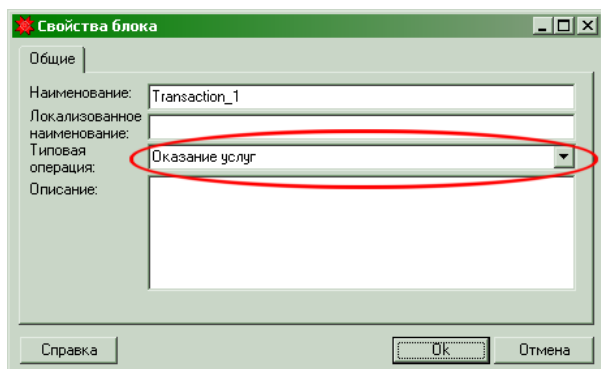 Свойства блока
Общие
Наименование: Transaction_1
Локализованное
наименование:
Типовая
операция: Оказание услуг
Описание:
Справка Ok Отмена